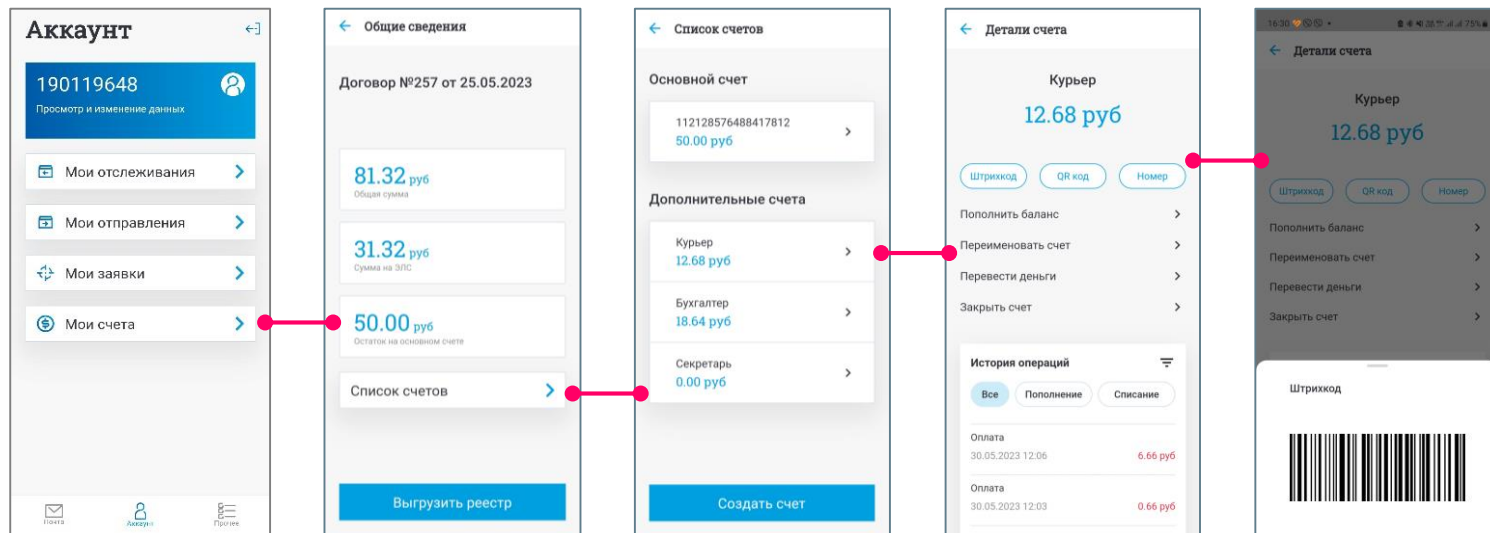 Аккаунт
190119648
Просмотр и изменение данных
Мои отслеживания
Мои отправления
Мои заявки
Мои счета
Почта
Аккаунт
Прочее
Общие сведения
Договор №257 от 25.05.2023
81.32 руб
Общая сумма
31.32 руб
Сумма на ЭЛС
50.00 руб
Остаток на основном счете
Список счетов
Выгрузить реестр
Список счетов
Основной счет
112128576488417812
50.00 руб
Дополнительные счета
Курьер
12.68 руб
Бухгалтер
18.64 руб
Секретарь
0.00 руб
Создать счет
Детали счета
Курьер
12.68 руб
Штрихкод QR код Номер
Пополнить баланс
Переименовать счет
Перевести деньги
Закрыть счет
История операций
Все Пополнение Списание
Оплата
30.05.2023 12:06 6.66 руб
Оплата
30.05.2023 12:03 0.66 руб
16:30 75%
Детали счета
Курьер
12.68 руб
Штрихкод QR код Номер
Пополнить баланс
Переименовать счет
Перевести деньги
Закрыть счет
Штрихкод